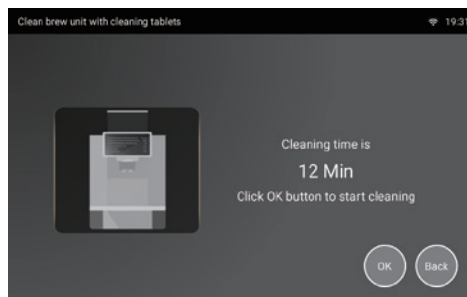 Clean brew unit with cleaning tablets
19:31
Cleaning time is
12 Min
Click OK button to start cleaning
OK
Back